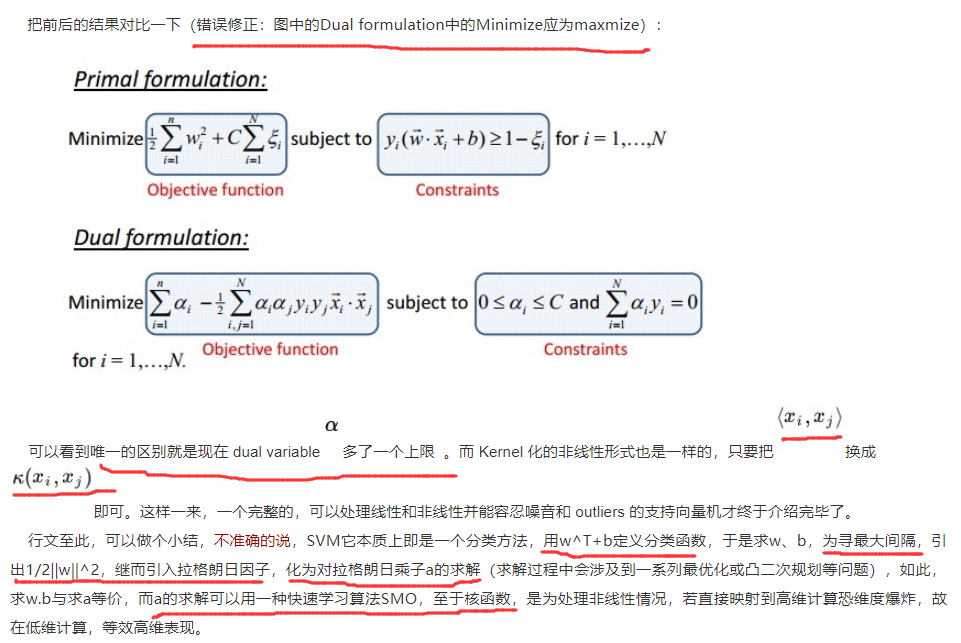 把前后的结果对比一下（错误修正：图中的Dual formulation中的Minimize应为maxmize）：
Primal formulation:
Minimize $\frac{1}{2}\sum_{i=1}^{n} w_i^2 + C\sum_{i=1}^{N} \xi_i$ subject to $y_i(\vec{w}\cdot\vec{x}_i + b) \geq 1 - \xi_i$ for $i = 1,\ldots,N$
Objective function Constraints
Dual formulation:
Minimize $\sum_{i=1}^{n} \alpha_i - \frac{1}{2}\sum_{i,j=1}^{N} \alpha_i \alpha_j y_i y_j \vec{x}_i \cdot \vec{x}_j$ subject to $0 \leq \alpha_i \leq C$ and $\sum_{i=1}^{N} \alpha_i y_i = 0$
Objective function Constraints
for $i = 1,\ldots,N.$
可以看到唯一的区别就是现在 dual variable $\alpha$ 多了一个上限 。而 Kernel 化的非线性形式也是一样的，只要把 $\langle x_i, x_j \rangle$ 换成
$\kappa(x_i, x_j)$
即可。这样一来，一个完整的，可以处理线性和非线性并能容忍噪音和 outliers 的支持向量机才终于介绍完毕了。
行文至此，可以做个小结，不准确的说，SVM它本质上即是一个分类方法，用w^T+b定义分类函数，于是求w、b，为寻最大间隔，引
出1/2||w||^2，继而引入拉格朗日因子，化为对拉格朗日乘子a的求解（求解过程中会涉及到一系列最优化或凸二次规划等问题），如此，
求w.b与求a等价，而a的求解可以用一种快速学习算法SMO，至于核函数，是为处理非线性情况，若直接映射到高维计算恐维度爆炸，故
在低维计算，等效高维表现。